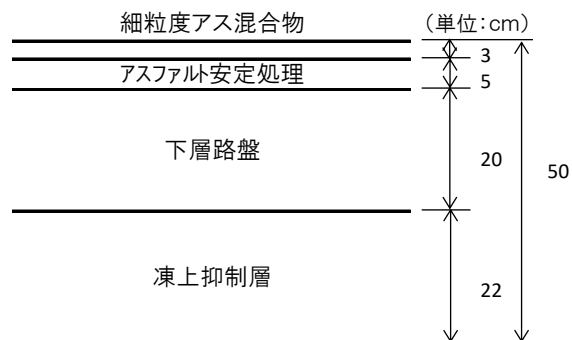 細粒度アス混合物 （単位：cm）
3
アスファルト安定処理
5
下層路盤
20
50
凍上抑制層
22